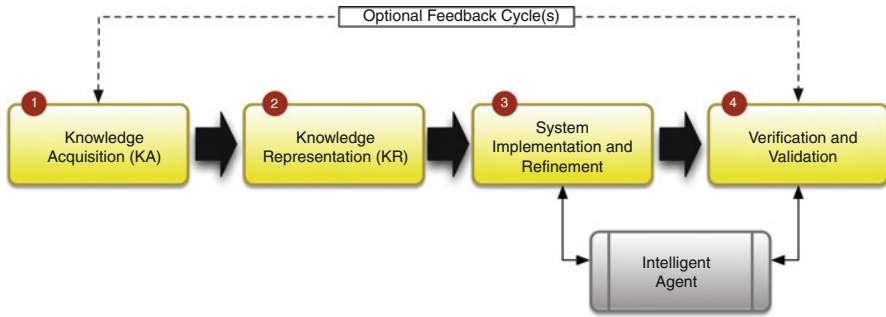 Optional Feedback Cycle(s)
1
Knowledge
Acquisition (KA)
2
Knowledge
Representation (KR)
3
System
Implementation and
Refinement
4
Verification and
Validation
Intelligent
Agent